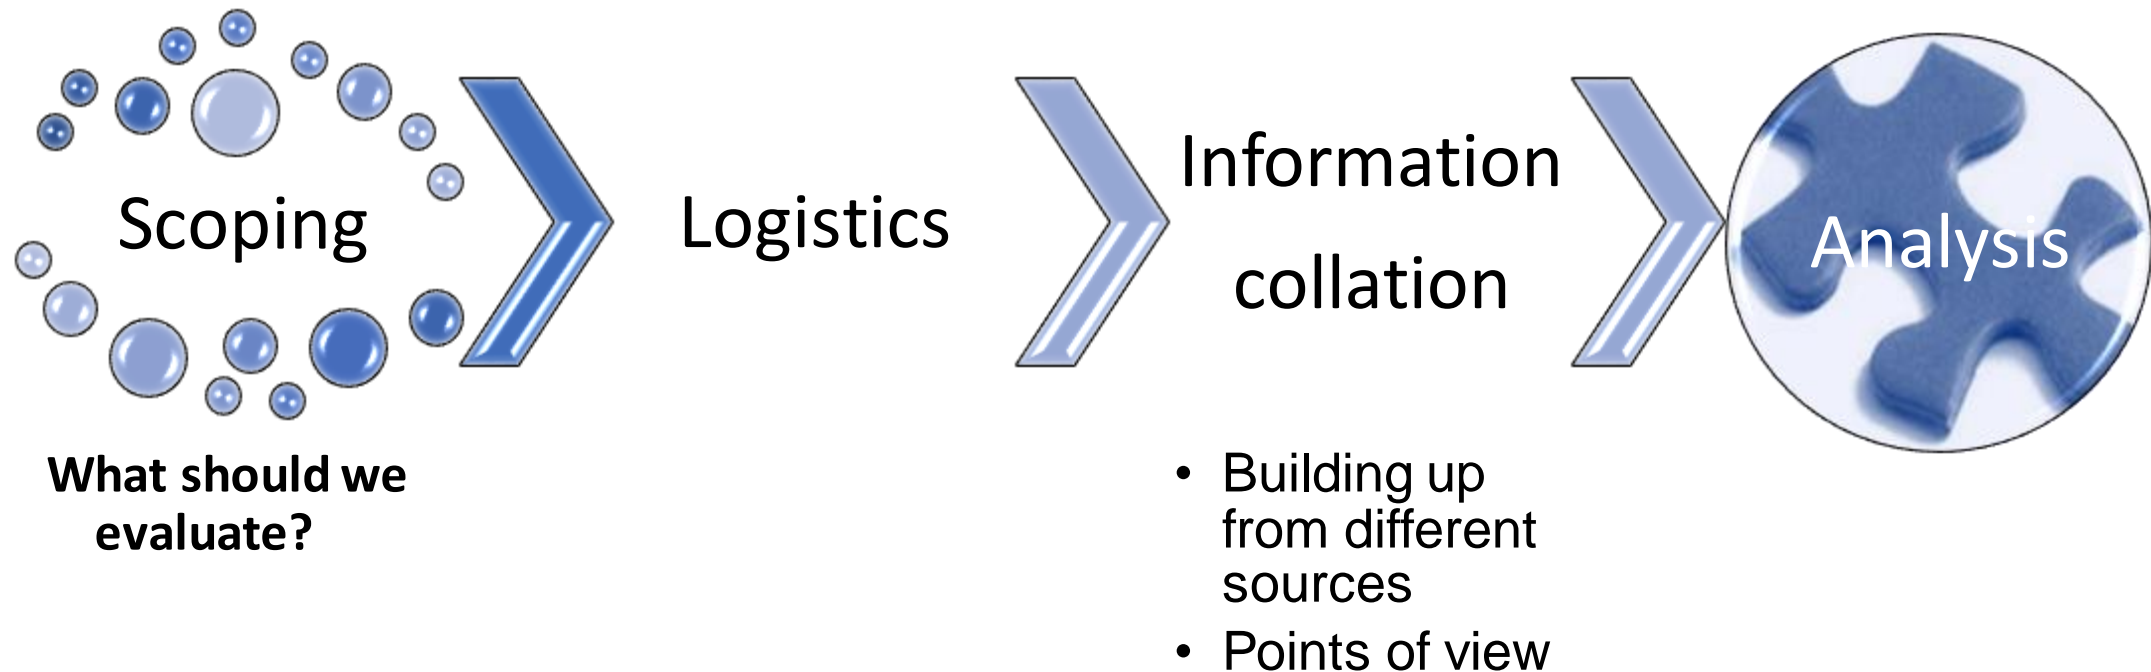 Scoping
Logistics
Information
collation
Analysis
What should we
evaluate?
• Building up
from different
sources
• Points of view